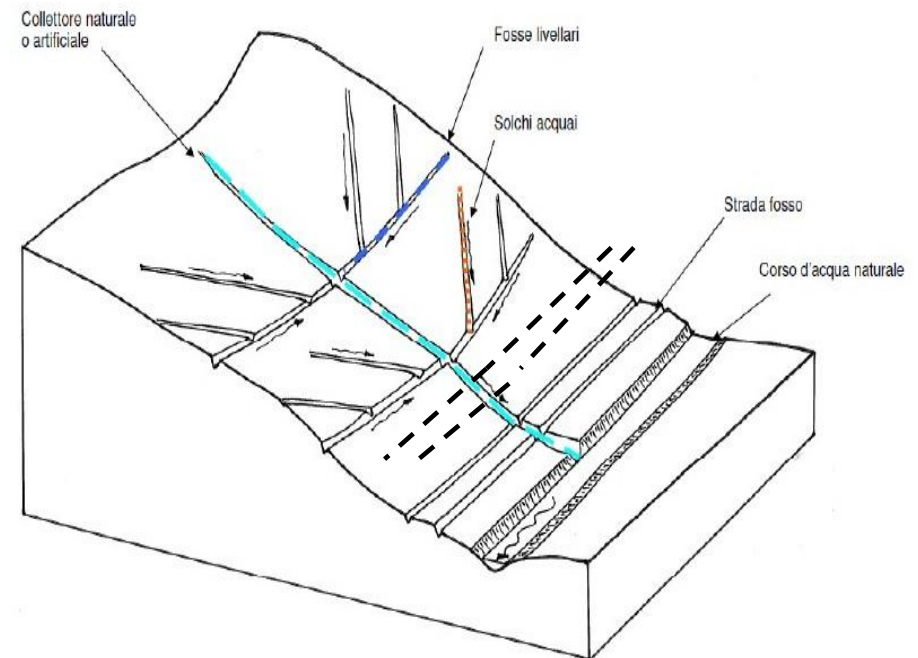 Collettore naturale
o artificiale
Fosse livellari
Solchi acquai
Strada fosso
Corso d'acqua naturale